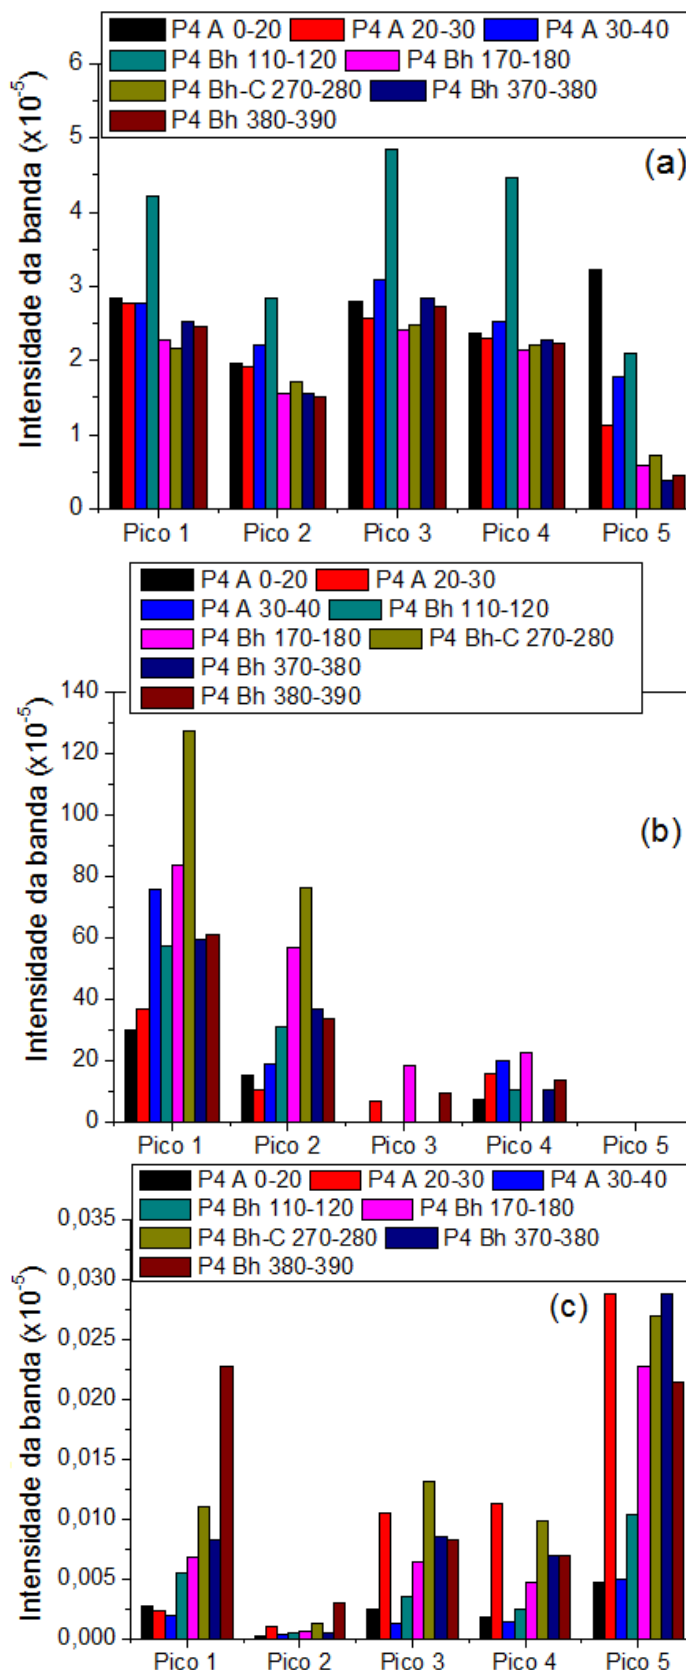 P4 A 0-20 P4 A 20-30 P4 A 30-40
P4 Bh 110-120 P4 Bh 170-180
P4 Bh-C 270-280 P4 Bh 370-380
P4 Bh 380-390
(a)
Intensidade da banda (x10⁻⁵)
6
5
4
3
2
1
0
Pico 1 Pico 2 Pico 3 Pico 4 Pico 5
P4 A 0-20 P4 A 20-30
P4 A 30-40 P4 Bh 110-120
P4 Bh 170-180 P4 Bh-C 270-280
P4 Bh 370-380
P4 Bh 380-390
(b)
Intensidade da banda (x10⁻⁵)
140
120
100
80
60
40
20
0
Pico 1 Pico 2 Pico 3 Pico 4 Pico 5
P4 A 0-20 P4 A 20-30 P4 A 30-40
P4 Bh 110-120 P4 Bh 170-180
P4 Bh-C 270-280 P4 Bh 370-380
P4 Bh 380-390
(c)
Intensidade da banda (x10⁻⁵)
0,035
0,030
0,025
0,020
0,015
0,010
0,005
0,000
Pico 1 Pico 2 Pico 3 Pico 4 Pico 5